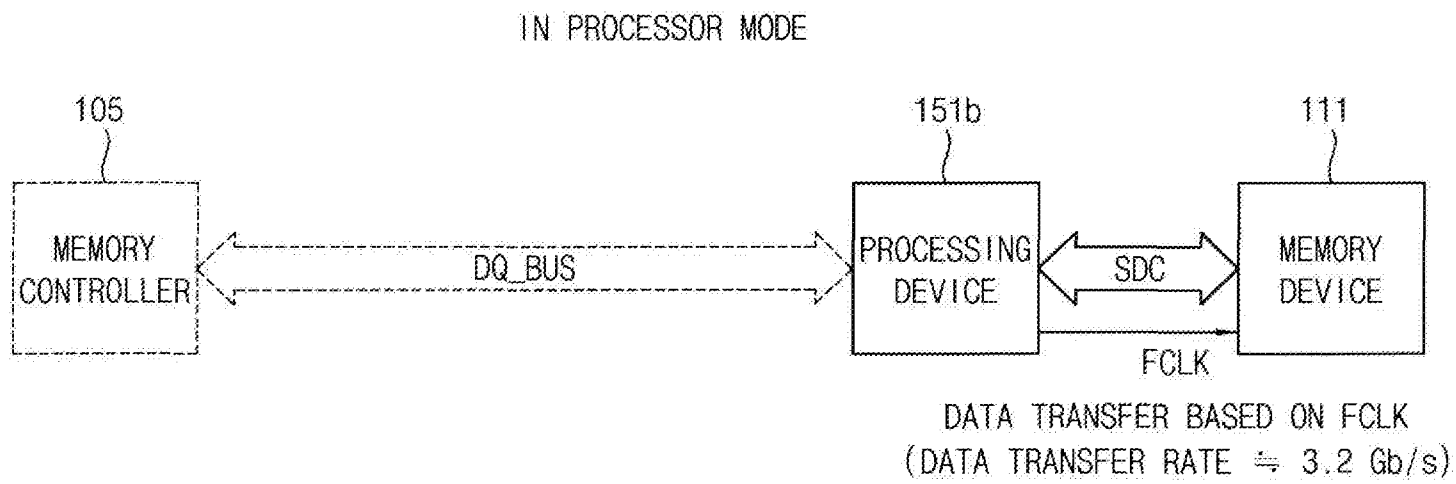 IN PROCESSOR MODE
105
151b
111
MEMORY
CONTROLLER
DQ_BUS
PROCESSING
DEVICE
SDC
MEMORY
DEVICE
FCLK
DATA TRANSFER BASED ON FCLK
(DATA TRANSFER RATE ≒ 3.2 Gb/s)